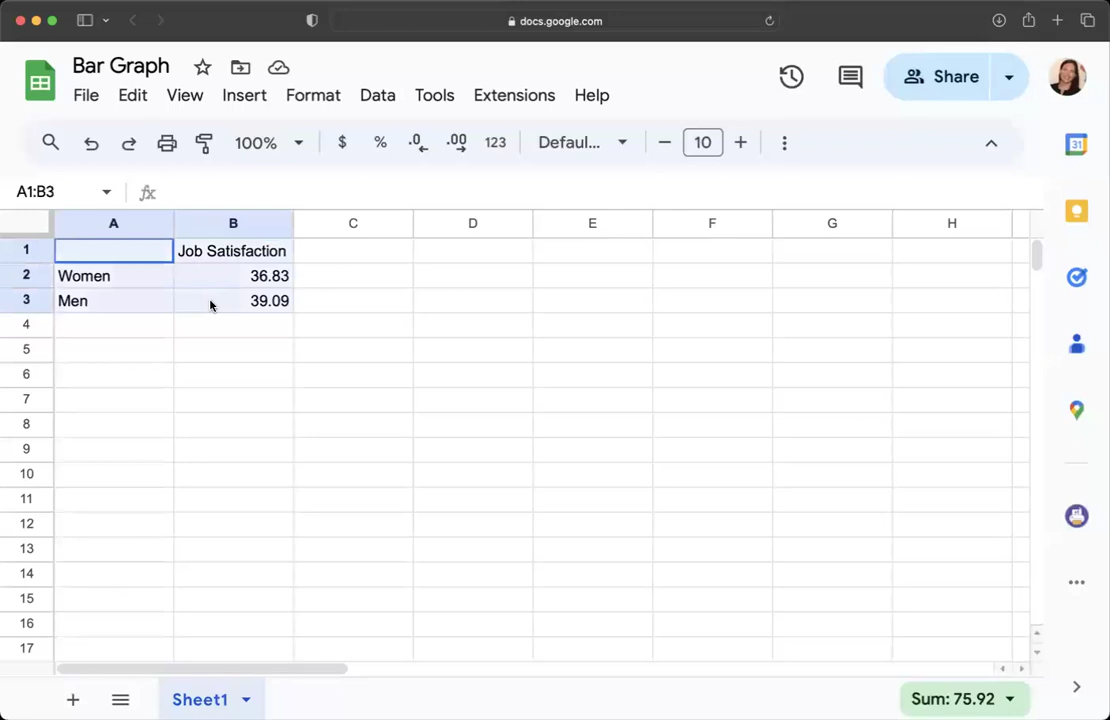 docs.google.com
Bar Graph
Share
File Edit View Insert Format Data Tools Extensions Help
100% $ % .0 .00 123 Defaul... 10
31
A1:B3 fx
A B C D E F G H
1 Job Satisfaction
2 Women 36.83
3 Men 39.09
4
5
6
7
8
9
10
11
12
13
14
15
16
17
Sheet1 Sum: 75.92